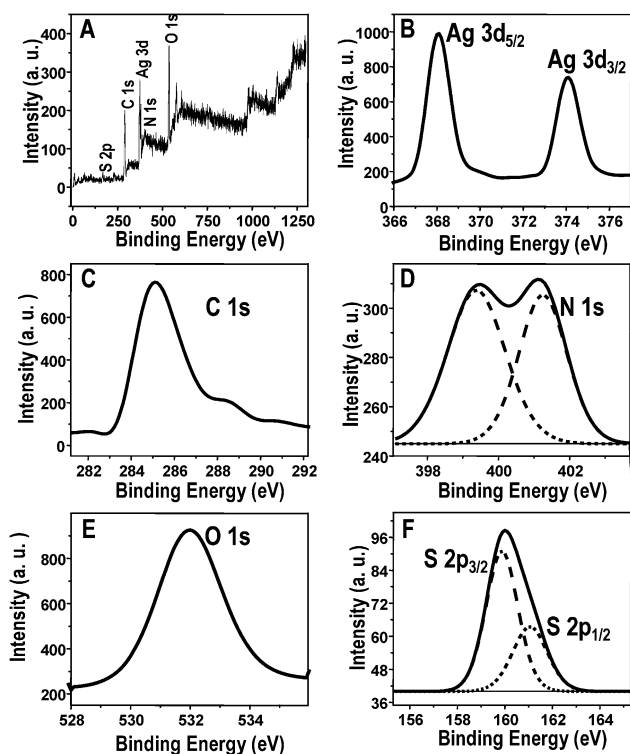 A
Intensity (a. u.)
400
300
200
100
0
S 2p
C 1s
Ag 3d
N 1s
O 1s
0 250 500 750 1000 1250
Binding Energy (eV)
B
Ag 3d5/2
Ag 3d3/2
Intensity (a. u.)
1000
800
600
400
200
0
366 368 370 372 374 376
Binding Energy (eV)
C
C 1s
Intensity (a. u. )
800
600
400
200
0
282 284 286 288 290 292
Binding Energy (eV)
D
N 1s
Intensity (a. u.)
300
280
260
240
398 400 402
Binding Energy (eV)
E
O 1s
Intensity (a. u.)
800
600
400
200
528 530 532 534
Binding Energy (eV)
F
S 2p3/2
S 2p1/2
Intensity (a. u.)
96
84
72
60
48
36
156 158 160 162 164
Binding Energy (eV)